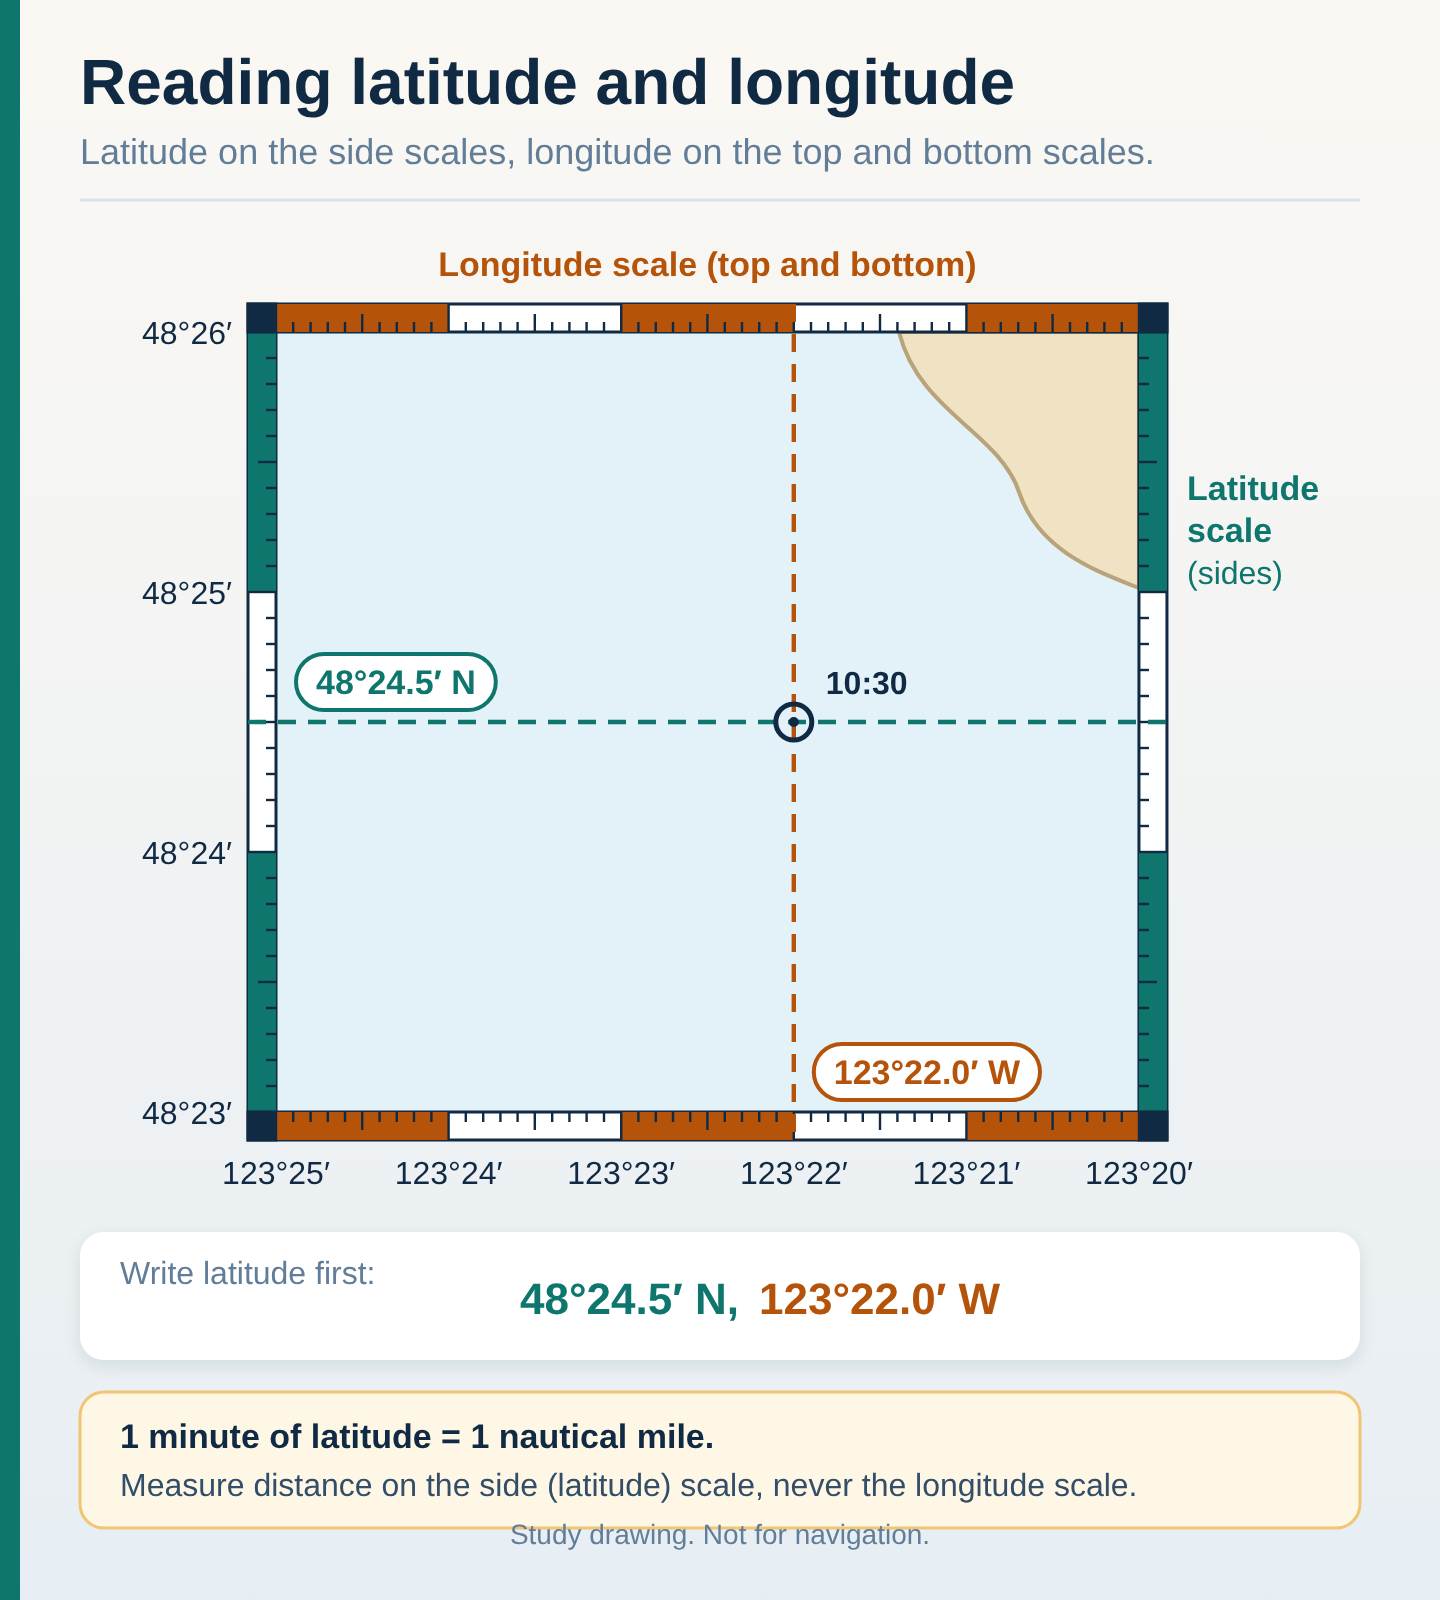 Reading latitude and longitude
Latitude on the side scales, longitude on the top and bottom scales.
Longitude scale (top and bottom)
48°26′
Latitude
scale
(sides)
48°25′
48°24.5′ N
10:30
48°24′
123°22.0′ W
48°23′
123°25′ 123°24′ 123°23′ 123°22′ 123°21′ 123°20′
Write latitude first:
48°24.5′ N, 123°22.0′ W
1 minute of latitude = 1 nautical mile.
Measure distance on the side (latitude) scale, never the longitude scale.
Study drawing. Not for navigation.